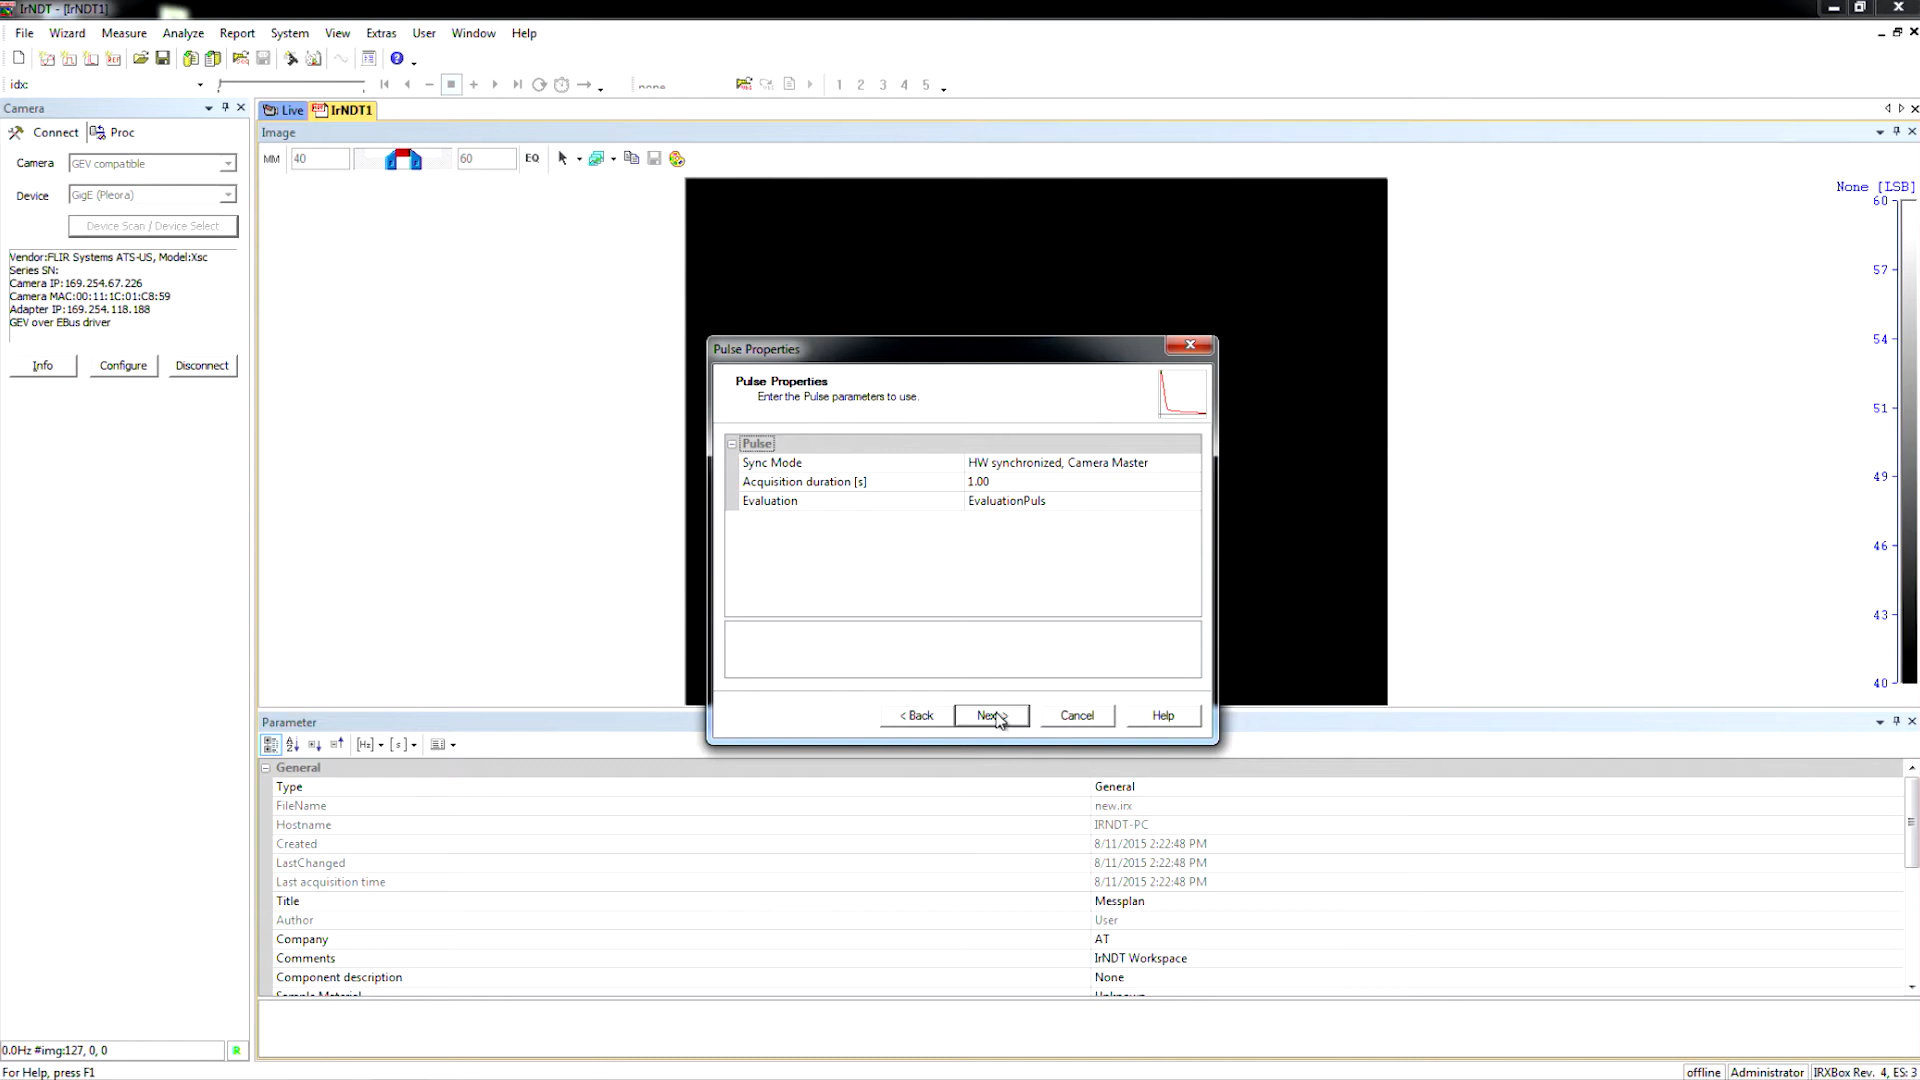 IrNDT - [IrNDT1]
File Wizard Measure Analyze Report System View Extras User Window Help
idx:
none
1 2 3 4 5
Camera
Live IrNDT1
Connect Proc
Image
Camera GEV compatible
MM 40 60 EQ
Device GigE (Pleora)
Device Scan / Device Select
None [LSB]
60
57
54
51
49
46
43
40
Vendor:FLIR Systems ATS-US, Model:Xsc
Series SN:
Camera IP:169.254.67.226
Camera MAC:00:11:1C:01:C8:59
Adapter IP:169.254.118.188
GEV over EBus driver
Info Configure Disconnect
Pulse Properties
Pulse Properties
Enter the Pulse parameters to use.
Pulse
Sync Mode HW synchronized, Camera Master
Acquisition duration [s] 1.00
Evaluation EvaluationPuls
< Back Next > Cancel Help
Parameter
[Hz] [s]
General
Type General
FileName new.irx
Hostname IRNDT-PC
Created 8/11/2015 2:22:48 PM
LastChanged 8/11/2015 2:22:48 PM
Last acquisition time 8/11/2015 2:22:48 PM
Title Messplan
Author User
Company AT
Comments IrNDT Workspace
Component description None
Sample Material Unknown
0.0Hz #img:127, 0, 0 R
For Help, press F1
offline Administrator IRXBox Rev. 4, ES: 3